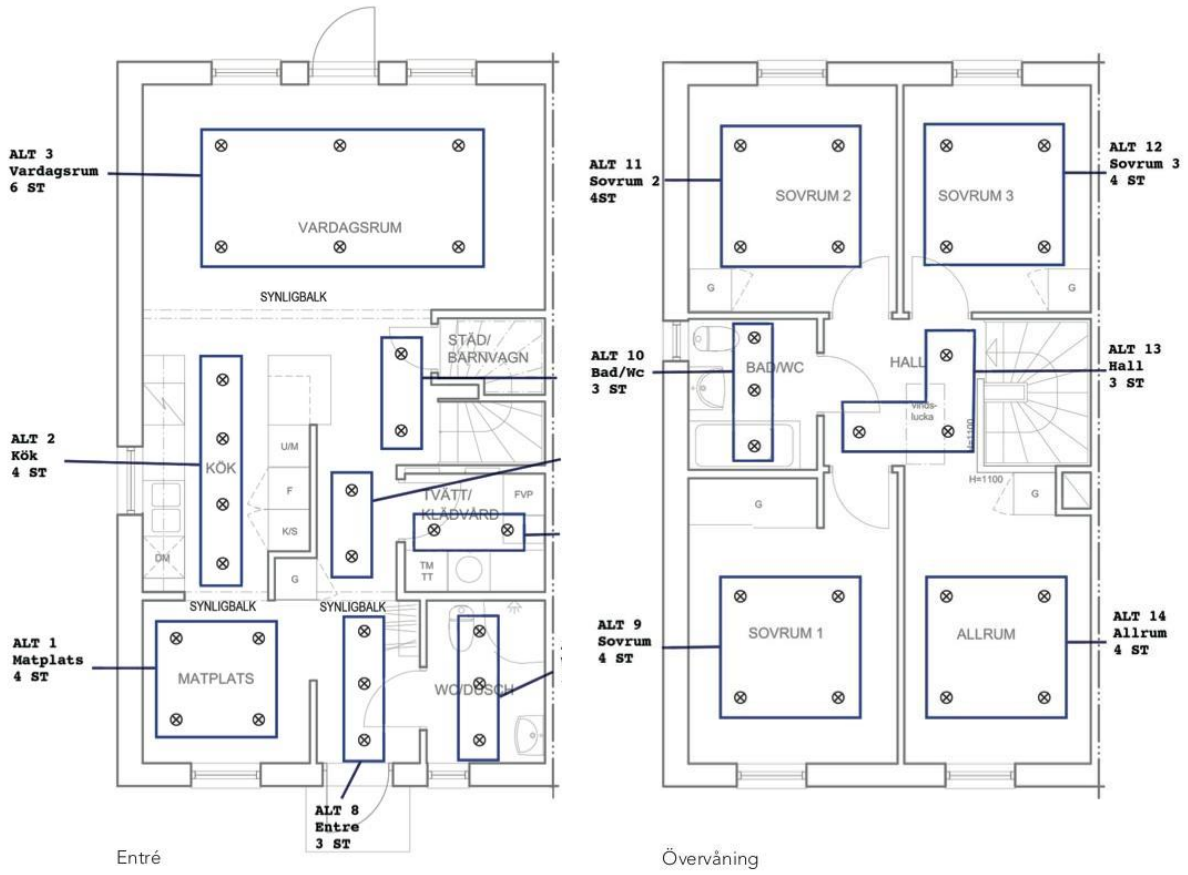 ALT 3
Vardagsrum
6 ST
VARDAGSRUM
SYNLIGBALK
STÄD/
BARNVAGN
ALT 2
Kök
4 ST
KÖK
U/M
F
K/S
DM
G
TVÄTT/
KLÄDVÅRD
FVP
TM
TT
SYNLIGBALK
SYNLIGBALK
ALT 1
Matplats
4 ST
MATPLATS
WC/DUSCH
ALT 8
Entre
3 ST
Entré
ALT 11
Sovrum 2
4ST
SOVRUM 2
G
SOVRUM 3
G
ALT 12
Sovrum 3
4 ST
ALT 10
Bad/Wc
3 ST
BAD/WC
HALL
Vinds-
lucka
H=1100
H=1100
ALT 13
Hall
3 ST
G
G
ALT 9
Sovrum
4 ST
SOVRUM 1
ALLRUM
ALT 14
Allrum
4 ST
Övervåning